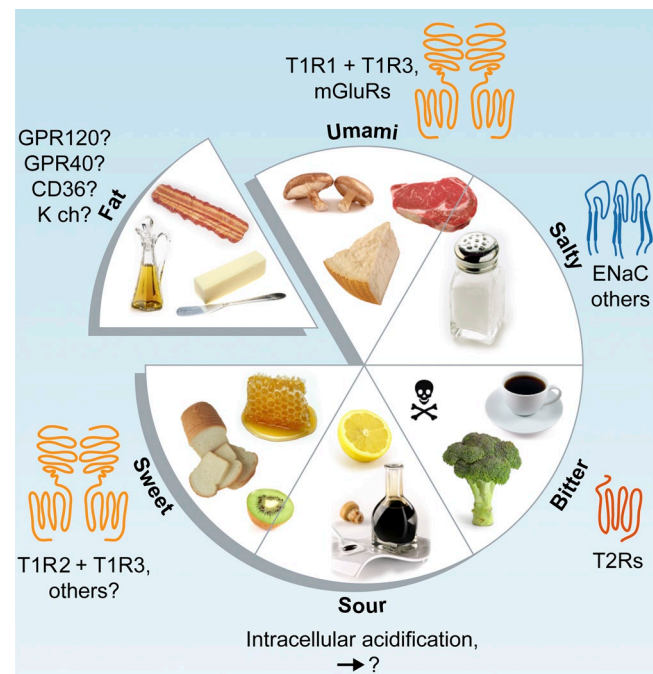 T1R1 + T1R3,
mGluRs
Umami
GPR120?
GPR40?
CD36?
K ch?
Fat
Salty
ENaC
others
Sweet
T1R2 + T1R3,
others?
Bitter
T2Rs
Sour
Intracellular acidification,
→ ?